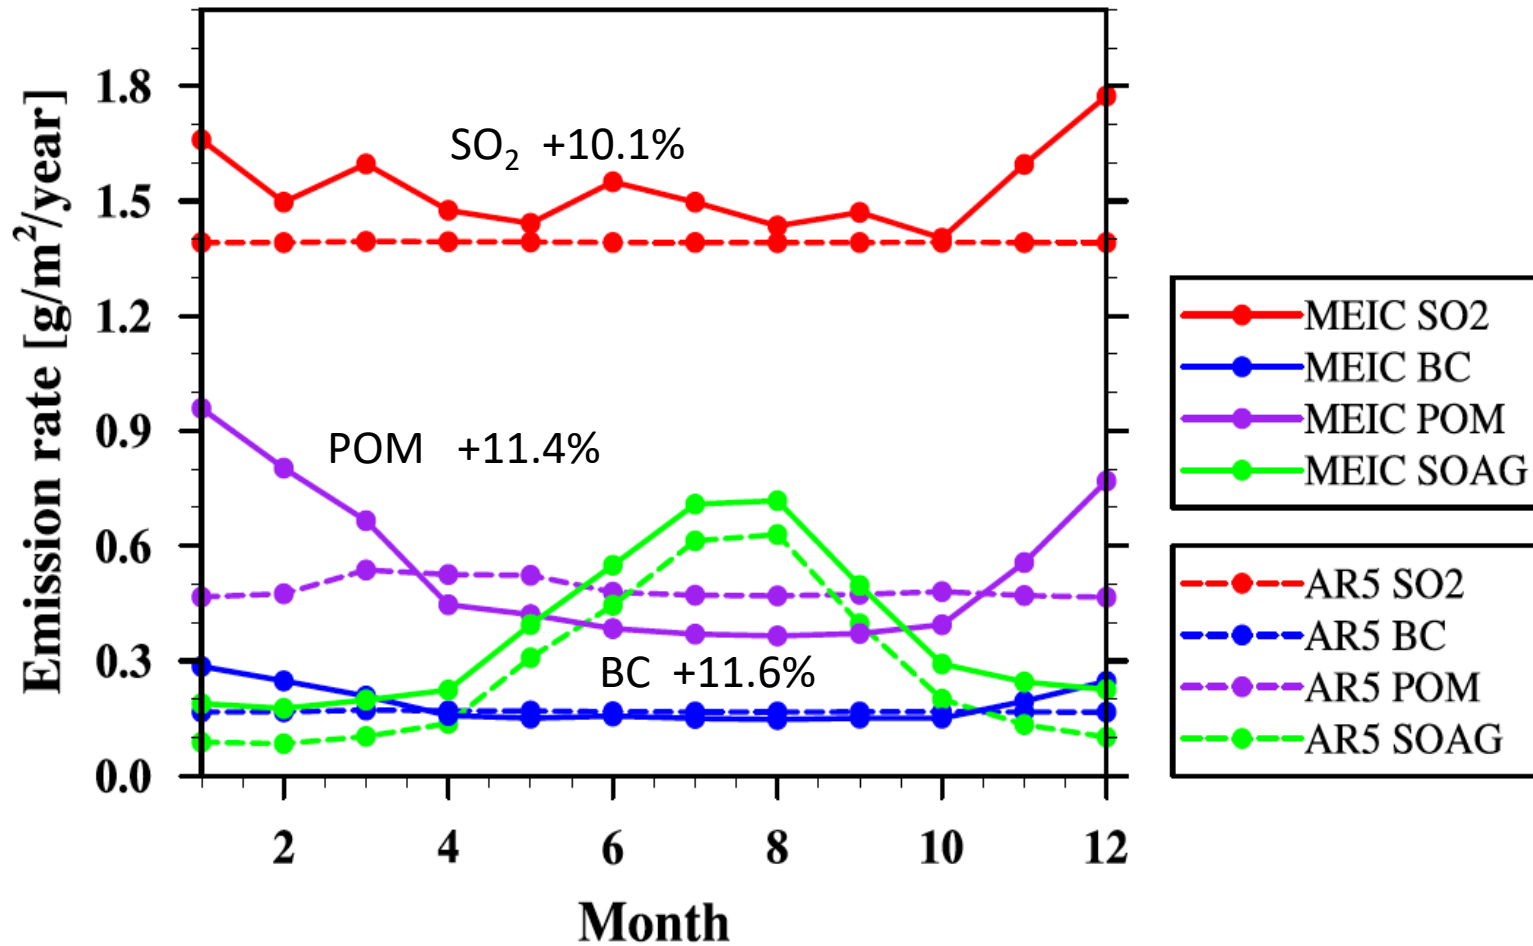 Emission rate [g/m²/year]
1.8
1.5
1.2
0.9
0.6
0.3
0.0
SO₂ +10.1%
POM +11.4%
BC +11.6%
2 4 6 8 10 12
Month
MEIC SO2
MEIC BC
MEIC POM
MEIC SOAG
AR5 SO2
AR5 BC
AR5 POM
AR5 SOAG